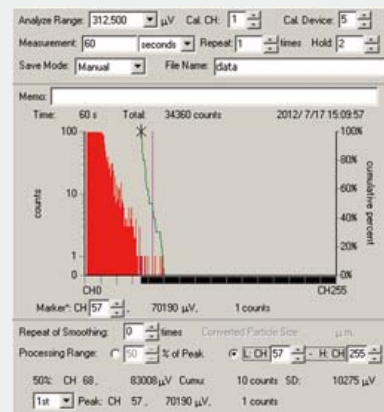 Analyze Range: 312,500 µV Cal. CH: 1 Cal. Device: 5
Measurement: 60 seconds Repeat: 1 times Hold: 2
Save Mode: Manual File Name: data
Memo:
Time: 60 s Total: 34360 counts 2012/ 7/17 15:09:57
100 100%
80%
10 60%
counts cumulative percent
40%
1 20%
0 0%
CH0 CH255
Marker*: CH 57 , 70190 µV, 1 counts
Repeat of Smoothing: 0 times Converted Particle Size µm.
Processing Range: 50 % of Peak L: CH 57 - H: CH 255
50%: CH 68 , 83008 µV Cumu: 10 counts SD: 10275 µV
1st Peak: CH 57 , 70190 µV, 1 counts